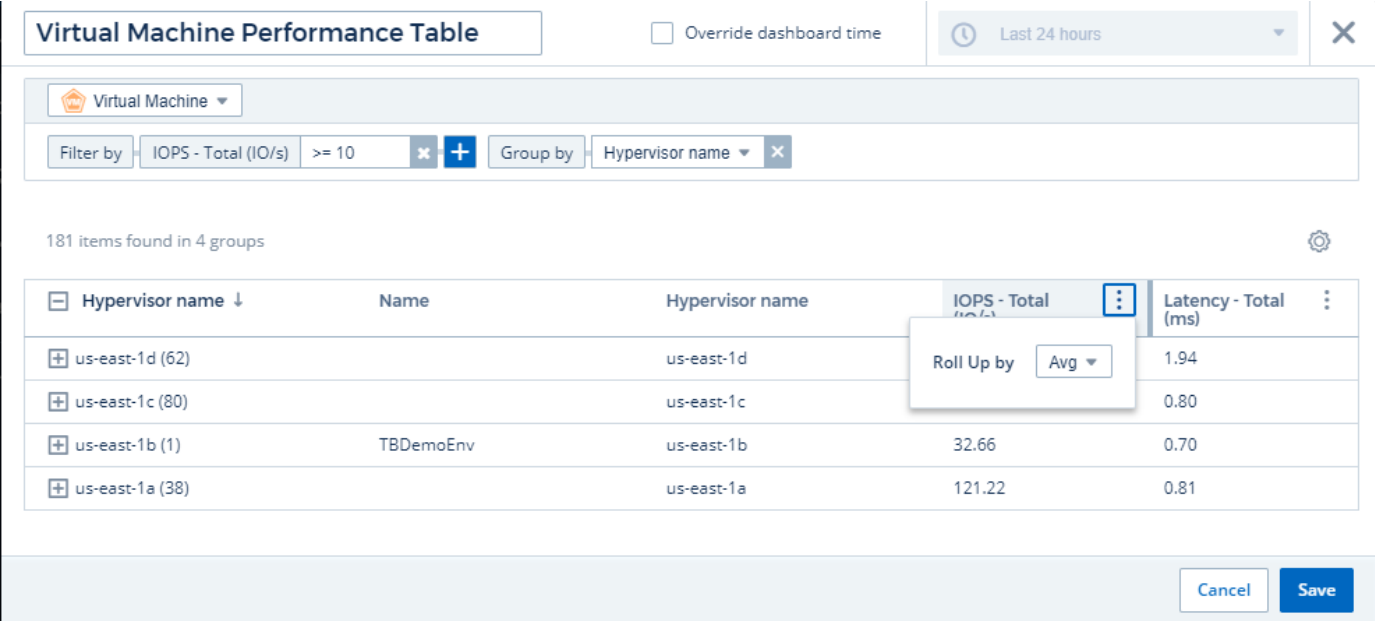 Virtual Machine Performance Table
Override dashboard time
Last 24 hours
Virtual Machine
Filter by IOPS - Total (IO/s) >= 10 Group by Hypervisor name
181 items found in 4 groups
Hypervisor name Name Hypervisor name IOPS - Total Latency - Total
(ms)
Roll Up by Avg
us-east-1d (62) us-east-1d 1.94
us-east-1c (80) us-east-1c 0.80
us-east-1b (1) TBDemoEnv us-east-1b 32.66 0.70
us-east-1a (38) us-east-1a 121.22 0.81
Cancel Save